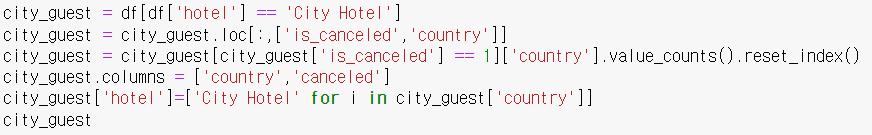 city_guest = df[df['hotel'] == 'City Hotel']
city_guest = city_guest.loc[:,['is_canceled','country']]
city_guest = city_guest[city_guest['is_canceled'] == 1]['country'].value_counts().reset_index()
city_guest.columns = ['country','canceled']
city_guest['hotel']=['City Hotel' for i in city_guest['country']]
city_guest